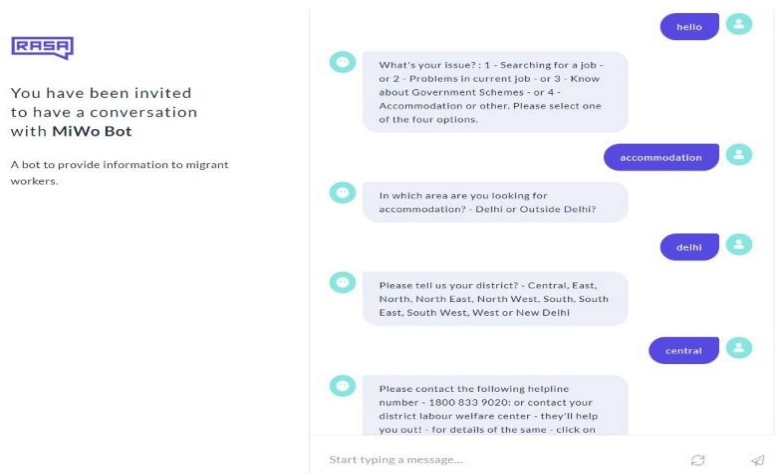 RASA
You have been invited
to have a conversation
with MiWo Bot
A bot to provide information to migrant
workers.
hello
What's your issue? : 1 - Searching for a job -
or 2 - Problems in current job - or 3 - Know
about Government Schemes - or 4 -
Accommodation or other. Please select one
of the four options.
accommodation
In which area are you looking for
accommodation? - Delhi or Outside Delhi?
delhi
Please tell us your district? - Central, East,
North, North East, North West, South, South
East, South West, West or New Delhi
central
Please contact the following helpline
number - 1800 833 9020; or contact your
district labour welfare center - they'll help
you out! - for details of the same - click on
Start typing a message...